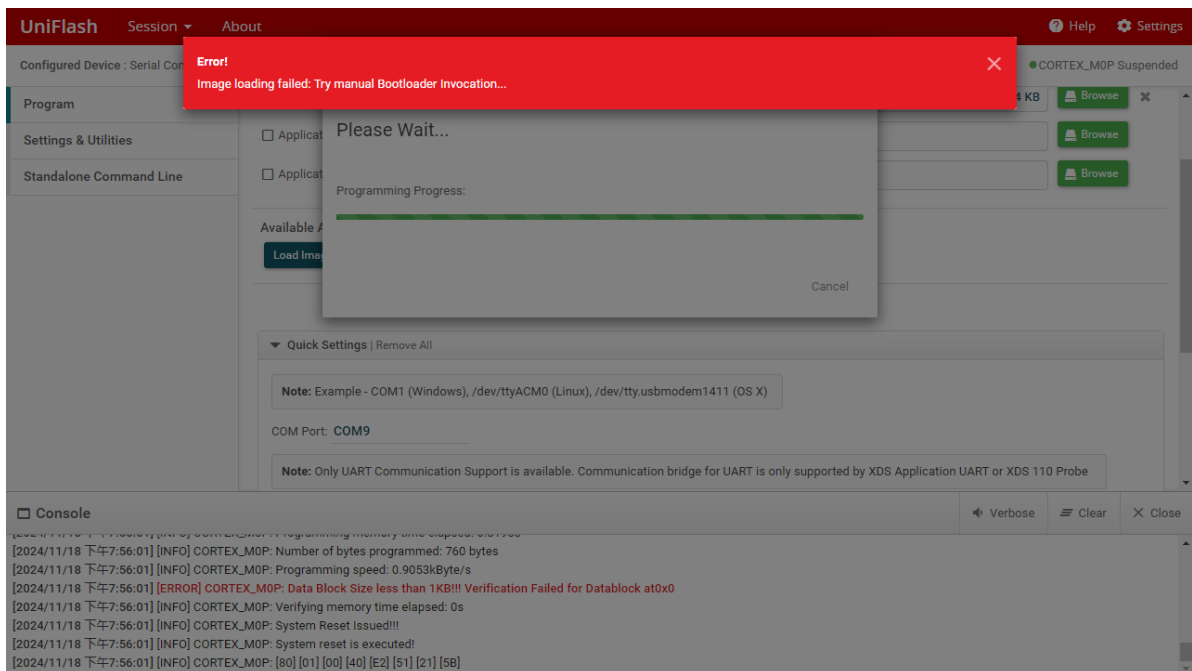 UniFlash Session About Help Settings
Error!
Image loading failed: Try manual Bootloader Invocation...
Configured Device : Serial Con
CORTEX_M0P Suspended
Program
4 KB Browse
Settings & Utilities
Applicat
Please Wait...
Browse
Standalone Command Line
Applicat
Programming Progress:
Browse
Available A
Load Imag
Cancel
Quick Settings | Remove All
Note: Example - COM1 (Windows), /dev/ttyACM0 (Linux), /dev/tty.usbmodem1411 (OS X)
COM Port: COM9
Note: Only UART Communication Support is available. Communication bridge for UART is only supported by XDS Application UART or XDS 110 Probe
Console Verbose Clear Close
[2024/11/18 下午7:56:01] [INFO] CORTEX_M0P: Number of bytes programmed: 760 bytes
[2024/11/18 下午7:56:01] [INFO] CORTEX_M0P: Programming speed: 0.9053kByte/s
[2024/11/18 下午7:56:01] [ERROR] CORTEX_M0P: Data Block Size less than 1KB!!! Verification Failed for Datablock at0x0
[2024/11/18 下午7:56:01] [INFO] CORTEX_M0P: Verifying memory time elapsed: 0s
[2024/11/18 下午7:56:01] [INFO] CORTEX_M0P: System Reset Issued!!!
[2024/11/18 下午7:56:01] [INFO] CORTEX_M0P: System reset is executed!
[2024/11/18 下午7:56:01] [INFO] CORTEX_M0P: [80] [01] [00] [40] [E2] [51] [21] [5B]